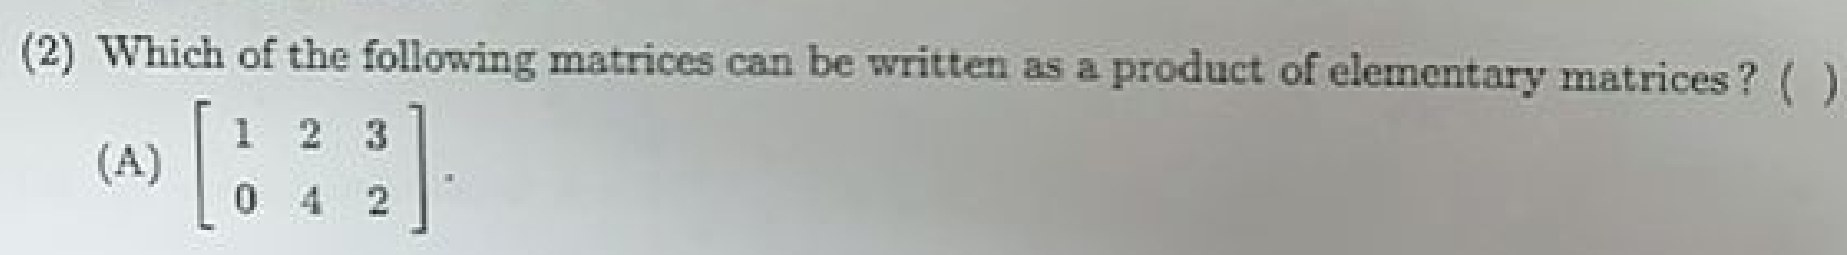 (2) Which of the following matrices can be written as a product of elementary matrices? ( )
(A) [ 1 2 3
0 4 2 ].